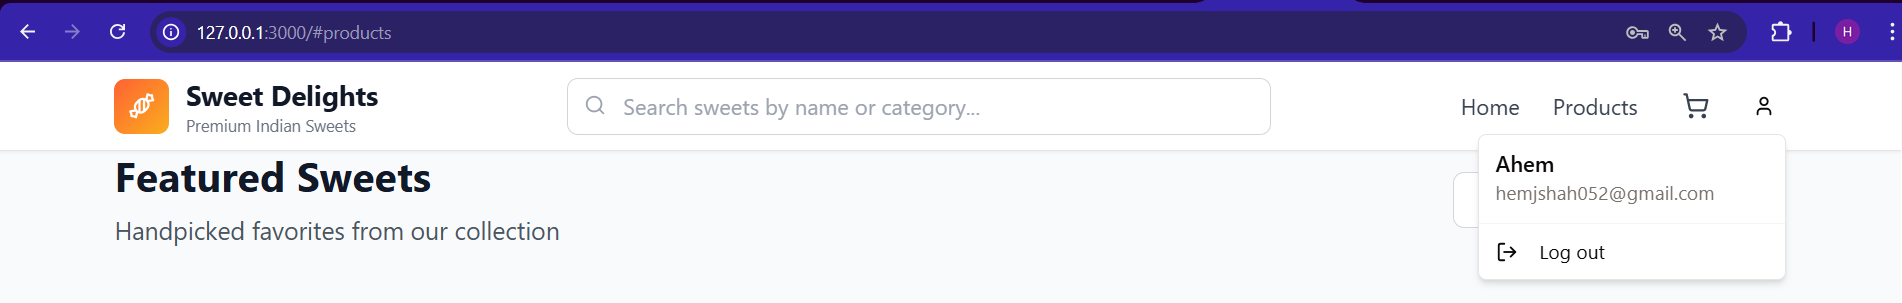 127.0.0.1:3000/#products
H
Sweet Delights
Premium Indian Sweets
Search sweets by name or category...
Home
Products
Ahem
hemjshah052@gmail.com
Log out
Featured Sweets
Handpicked favorites from our collection